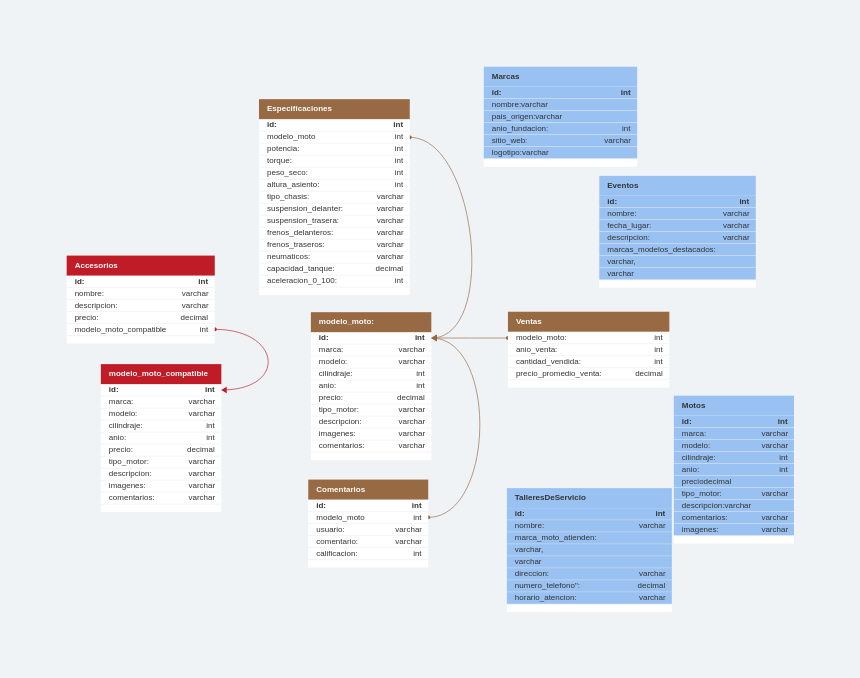 Marcas
id: int
nombre:varchar
pais_origen:varchar
anio_fundacion: int
sitio_web: varchar
logotipo:varchar
Especificaciones
id: int
modelo_moto int
potencia: int
torque: int
peso_seco: int
altura_asiento: int
tipo_chasis: varchar
suspension_delanter: varchar
suspension_trasera: varchar
frenos_delanteros: varchar
frenos_traseros: varchar
neumaticos: varchar
capacidad_tanque: decimal
aceleracion_0_100: int
Eventos
id: int
nombre: varchar
fecha_lugar: varchar
descripcion: varchar
marcas_modelos_destacados:
varchar,
varchar
Accesorios
id: int
nombre: varchar
descripcion: varchar
precio: decimal
modelo_moto_compatible int
modelo_moto:
id: int
marca: varchar
modelo: varchar
cilindraje: int
anio: int
precio: decimal
tipo_motor: varchar
descripcion: varchar
imagenes: varchar
comentarios: varchar
Ventas
modelo_moto: int
anio_venta: int
cantidad_vendida: int
precio_promedio_venta: decimal
modelo_moto_compatible
id: int
marca: varchar
modelo: varchar
cilindraje: int
anio: int
precio: decimal
tipo_motor: varchar
descripcion: varchar
imagenes: varchar
comentarios: varchar
Motos
id: int
marca: varchar
modelo: varchar
cilindraje: int
anio: int
preciodecimal
tipo_motor: varchar
descripcion:varchar
comentarios: varchar
imagenes: varchar
Comentarios
id: int
modelo_moto int
usuario: varchar
comentario: varchar
calificacion: int
TalleresDeServicio
id: int
nombre: varchar
marca_moto_atienden:
varchar,
varchar
direccion: varchar
numero_telefono": decimal
horario_atencion: varchar